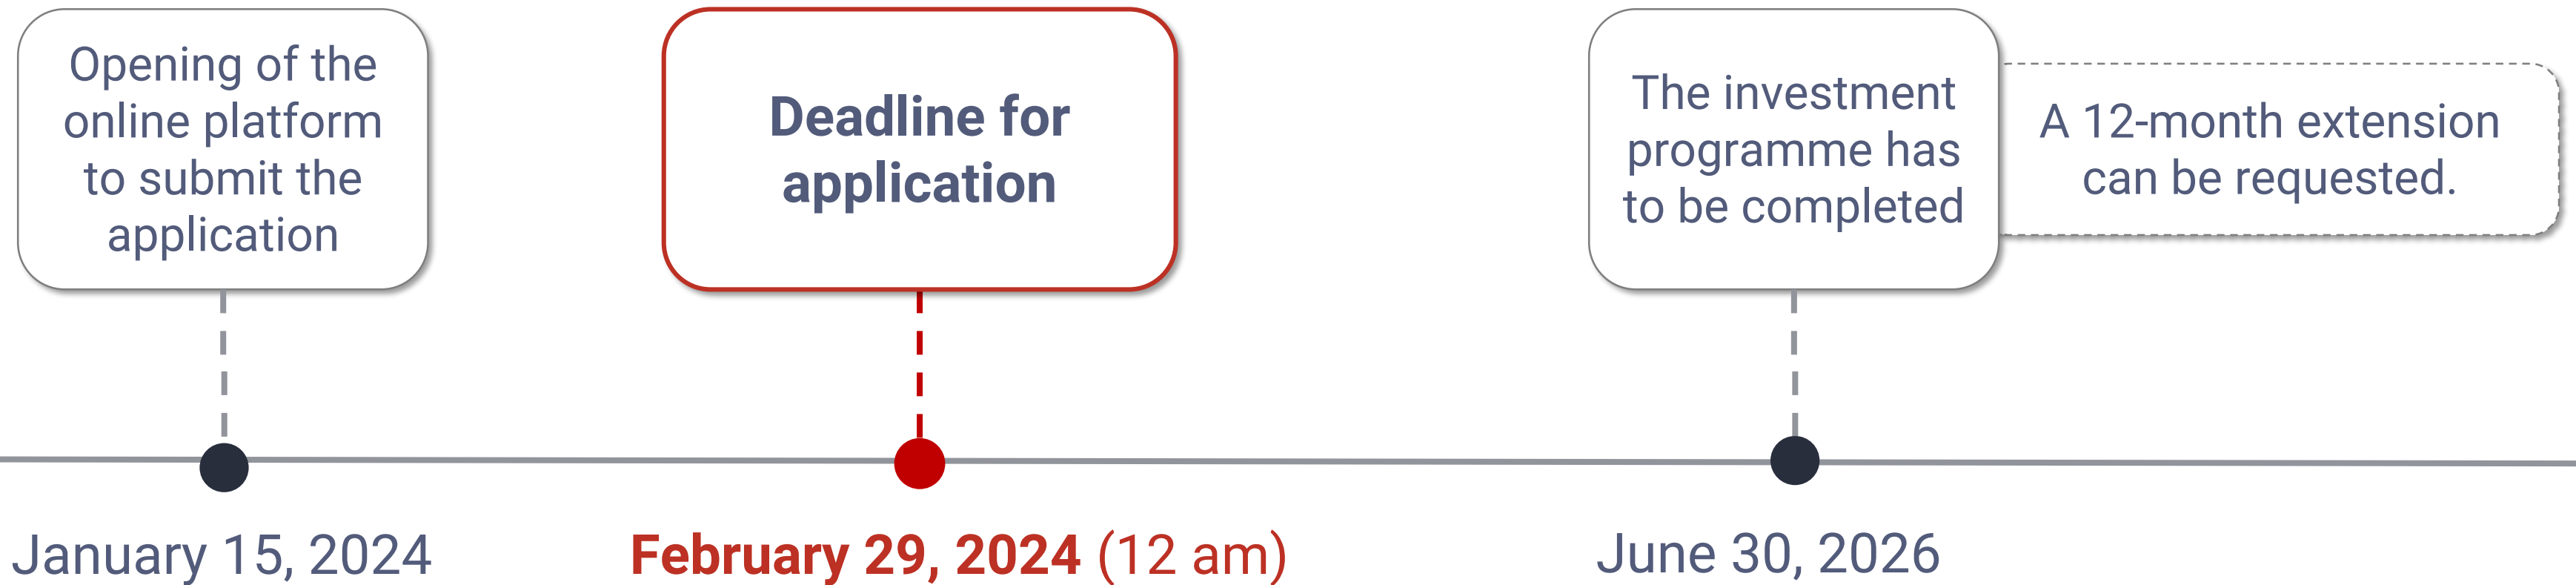 Opening of the
online platform
to submit the
application
Deadline for
application
The investment
programme has
to be completed
A 12-month extension
can be requested.
January 15, 2024
February 29, 2024 (12 am)
June 30, 2026